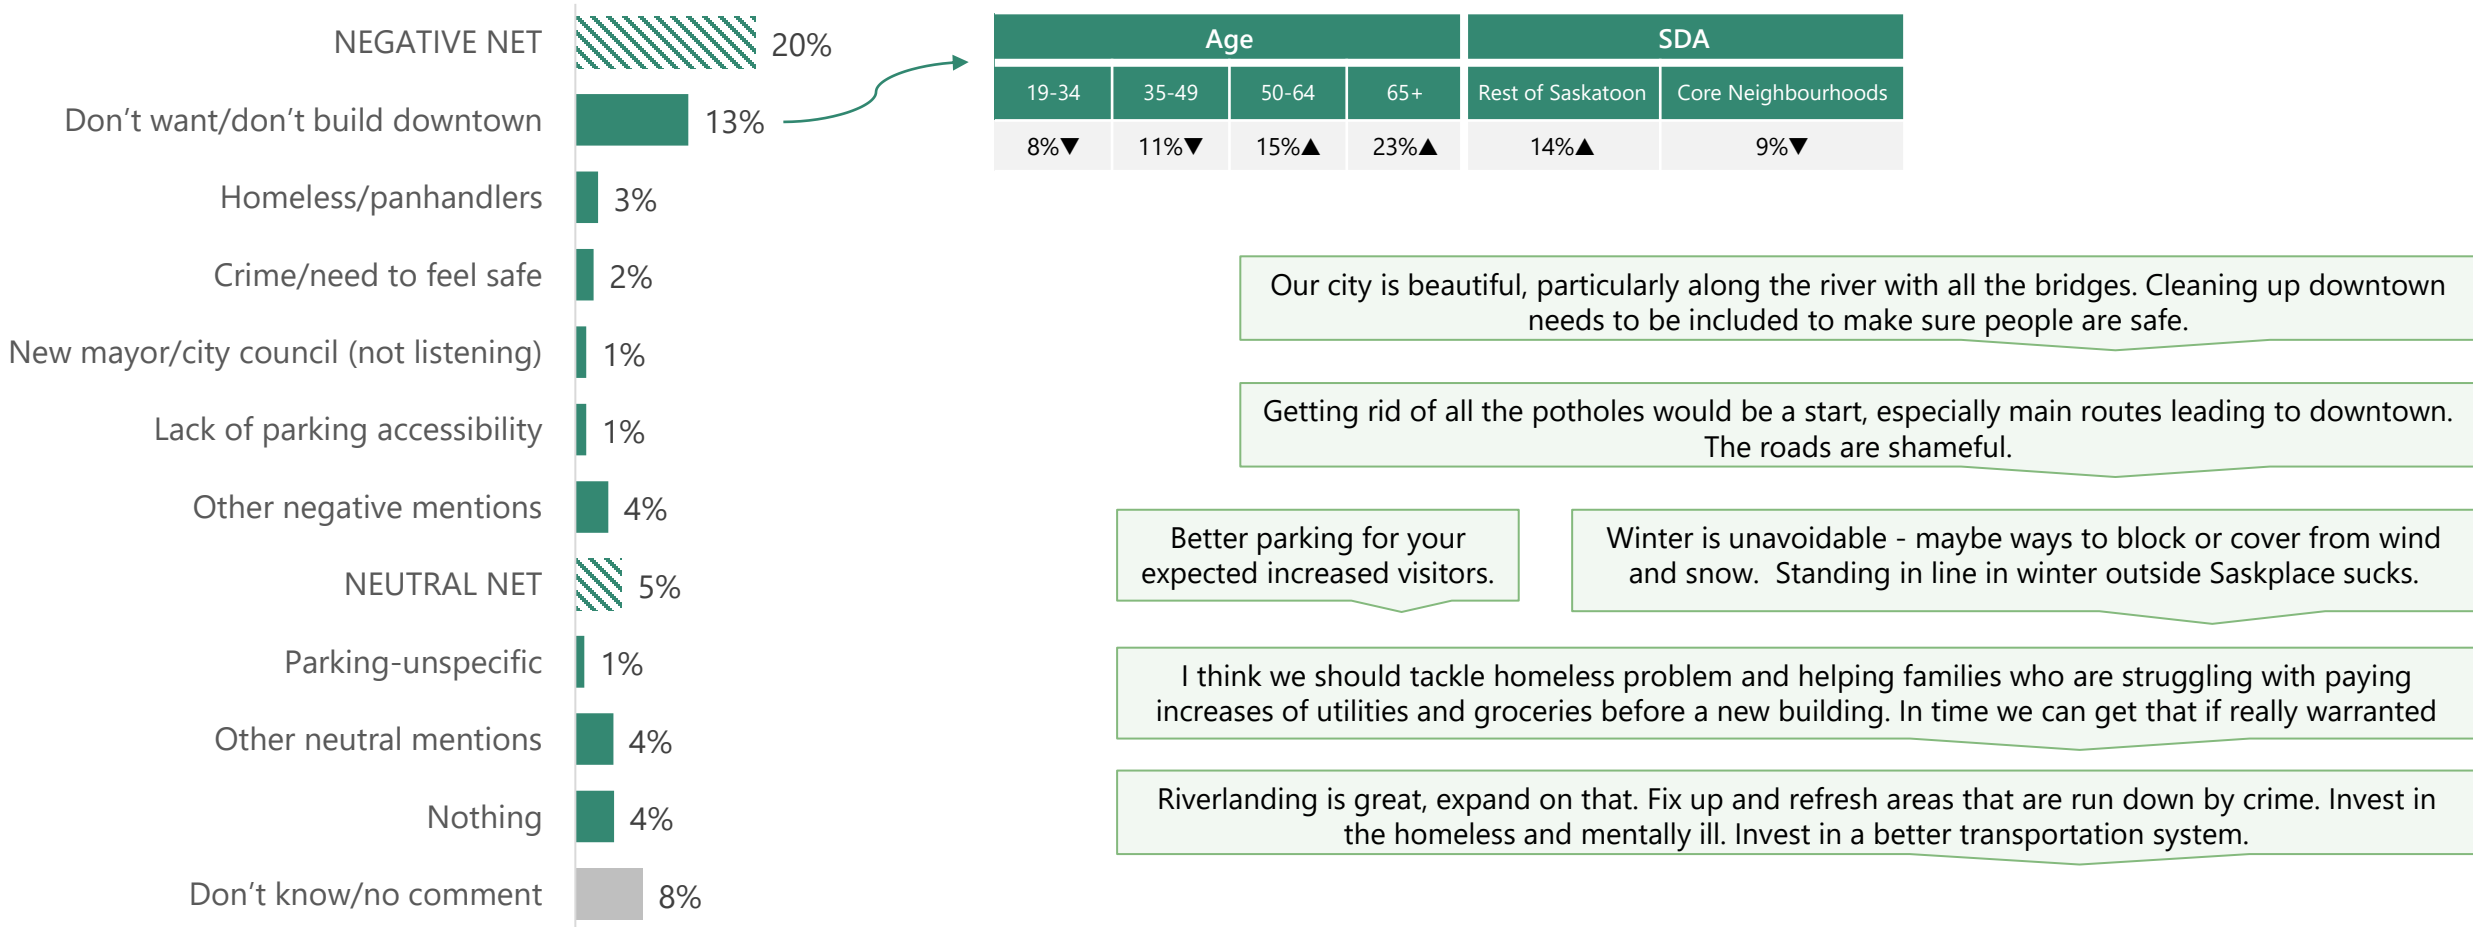 NEGATIVE NET 20%
Don’t want/don’t build downtown 13%
Homeless/panhandlers 3%
Crime/need to feel safe 2%
New mayor/city council (not listening) 1%
Lack of parking accessibility 1%
Other negative mentions 4%
NEUTRAL NET 5%
Parking-unspecific 1%
Other neutral mentions 4%
Nothing 4%
Don’t know/no comment 8%
Age SDA
19-34 35-49 50-64 65+ Rest of Saskatoon Core Neighbourhoods
8%▼ 11%▼ 15%▲ 23%▲ 14%▲ 9%▼
Our city is beautiful, particularly along the river with all the bridges. Cleaning up downtown
needs to be included to make sure people are safe.
Getting rid of all the potholes would be a start, especially main routes leading to downtown.
The roads are shameful.
Better parking for your
expected increased visitors.
Winter is unavoidable - maybe ways to block or cover from wind
and snow.  Standing in line in winter outside Saskplace sucks.
I think we should tackle homeless problem and helping families who are struggling with paying
increases of utilities and groceries before a new building. In time we can get that if really warranted
Riverlanding is great, expand on that. Fix up and refresh areas that are run down by crime. Invest in
the homeless and mentally ill. Invest in a better transportation system.